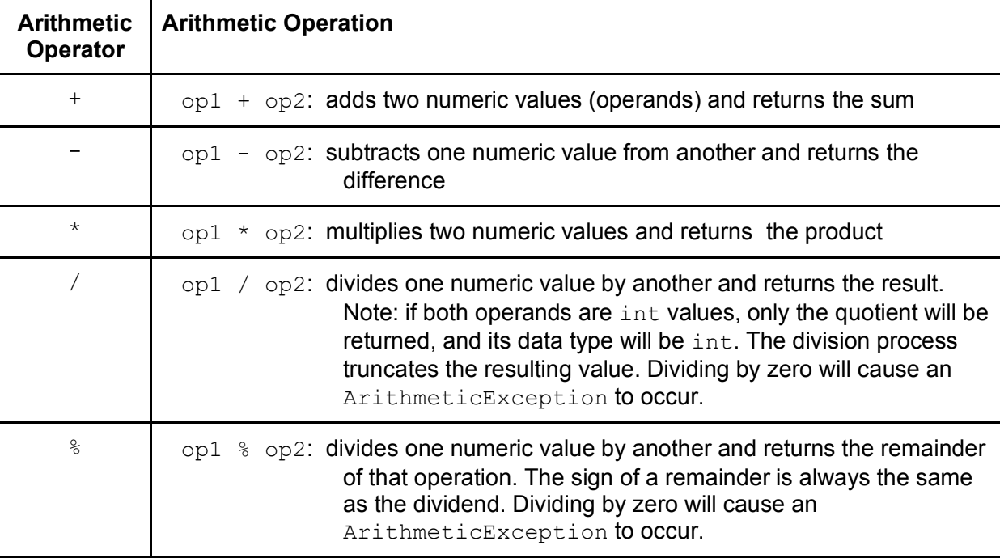 Arithmetic Operator
Arithmetic Operation
+
op1 + op2: adds two numeric values (operands) and returns the sum
-
op1 - op2: subtracts one numeric value from another and returns the
difference
*
op1 * op2: multiplies two numeric values and returns the product
/
op1 / op2: divides one numeric value by another and returns the result.
Note: if both operands are int values, only the quotient will be
returned, and its data type will be int. The division process
truncates the resulting value. Dividing by zero will cause an
ArithmeticException to occur.
%
op1 % op2: divides one numeric value by another and returns the remainder
of that operation. The sign of a remainder is always the same
as the dividend. Dividing by zero will cause an
ArithmeticException to occur.